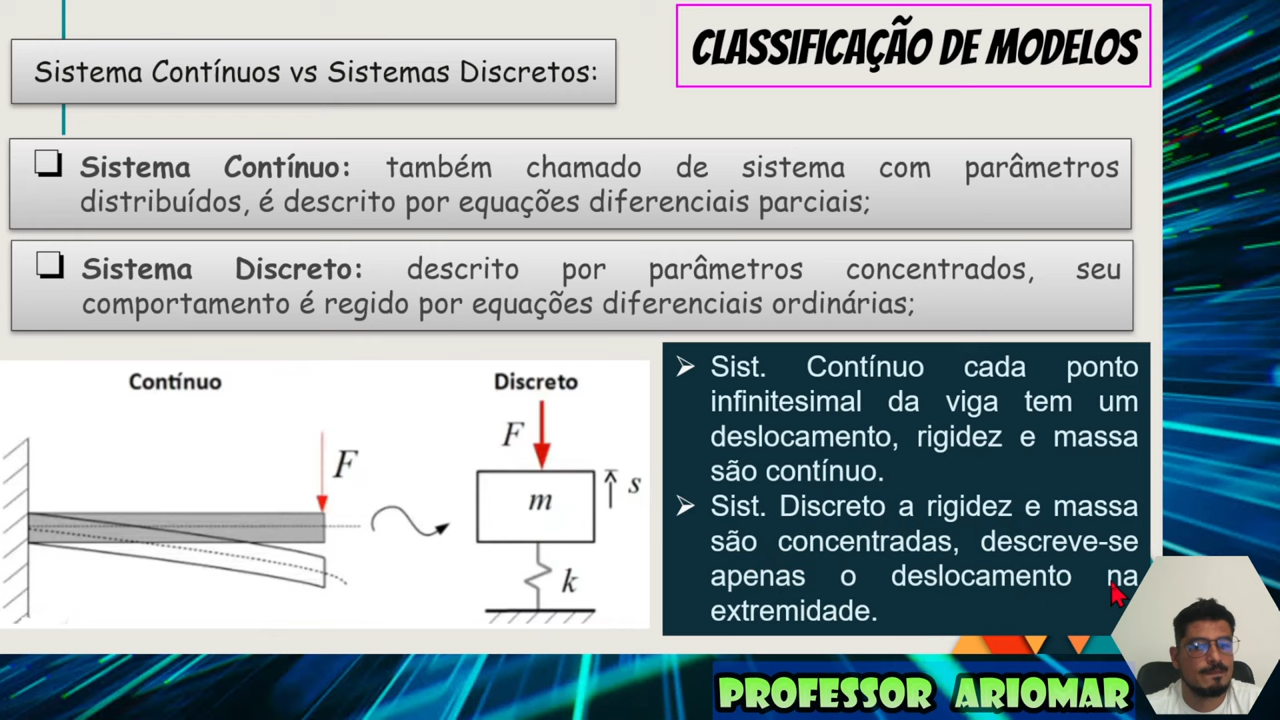 CLASSIFICAÇÃO DE MODELOS
Sistema Contínuos vs Sistemas Discretos:
Sistema Contínuo: também chamado de sistema com parâmetros
distribuídos, é descrito por equações diferenciais parciais;
Sistema Discreto: descrito por parâmetros concentrados, seu
comportamento é regido por equações diferenciais ordinárias;
Contínuo
F
Discreto
F
m
s
k
Sist. Contínuo cada ponto
infinitesimal da viga tem um
deslocamento, rigidez e massa
são contínuo.
Sist. Discreto a rigidez e massa
são concentradas, descreve-se
apenas o deslocamento na
extremidade.
PROFESSOR ARIOMAR